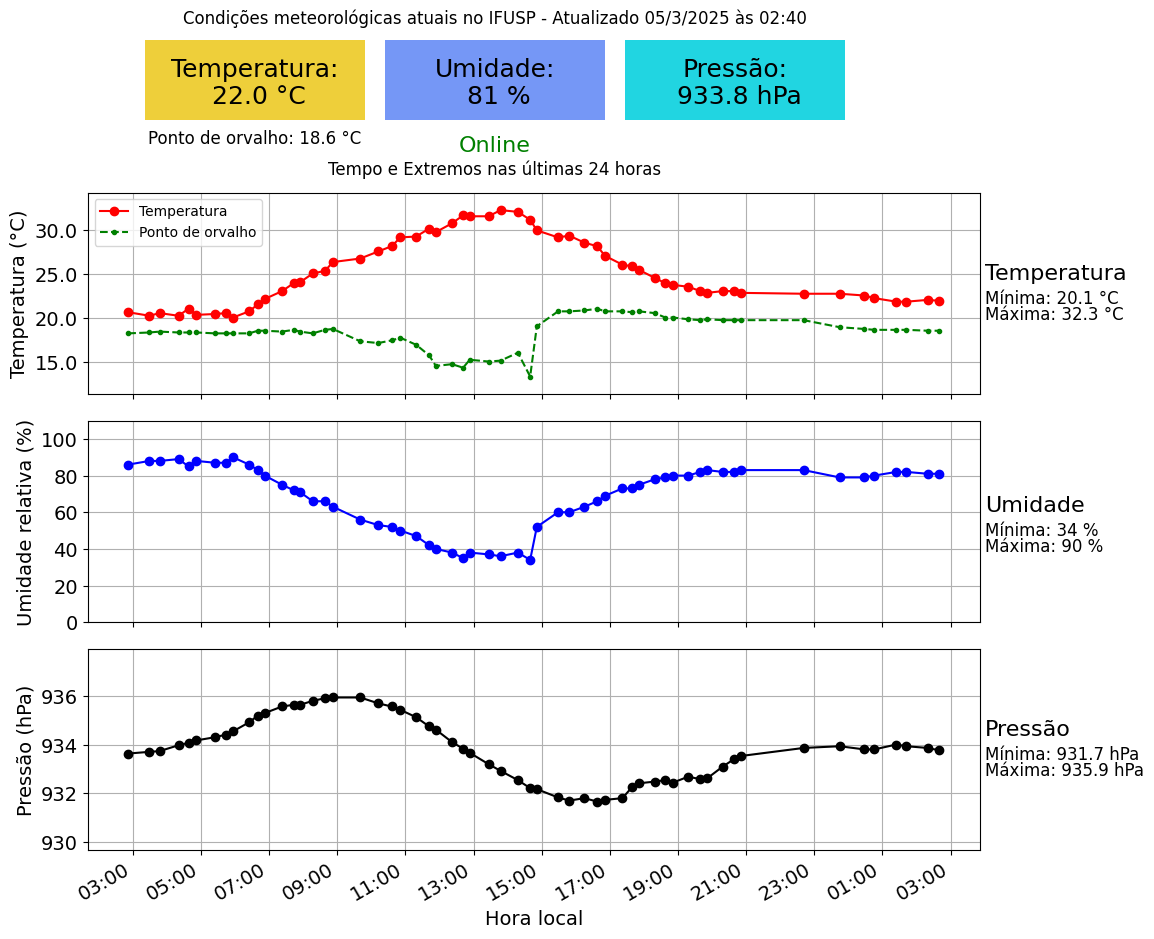 Condições meteorológicas atuais no IFUSP - Atualizado 05/3/2025 às 02:40
Temperatura:
22.0 °C
Umidade:
81 %
Pressão:
933.8 hPa
Ponto de orvalho: 18.6 °C
Online
Tempo e Extremos nas últimas 24 horas
Temperatura (°C)
30.0
25.0
20.0
15.0
Temperatura
Ponto de orvalho
Temperatura
Mínima: 20.1 °C
Máxima: 32.3 °C
Umidade relativa (%)
100
80
60
40
20
0
Umidade
Mínima: 34 %
Máxima: 90 %
Pressão (hPa)
936
934
932
930
Pressão
Mínima: 931.7 hPa
Máxima: 935.9 hPa
03:00
05:00
07:00
09:00
11:00
13:00
15:00
17:00
19:00
21:00
23:00
01:00
03:00
Hora local